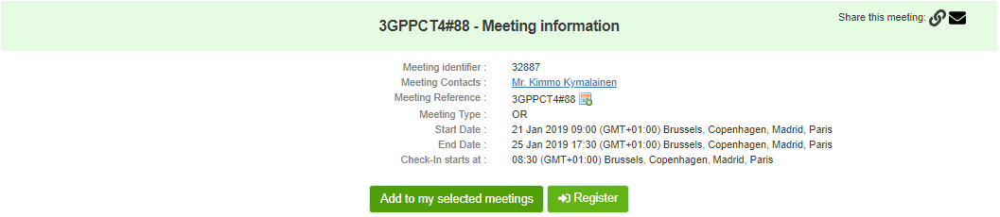 3GPPCT4#88 - Meeting information
Share this meeting:
Meeting identifier : 32887
Meeting Contacts : Mr. Kimmo Kymalainen
Meeting Reference : 3GPPCT4#88
Meeting Type : OR
Start Date : 21 Jan 2019 09:00 (GMT+01:00) Brussels, Copenhagen, Madrid, Paris
End Date : 25 Jan 2019 17:30 (GMT+01:00) Brussels, Copenhagen, Madrid, Paris
Check-In starts at : 08:30 (GMT+01:00) Brussels, Copenhagen, Madrid, Paris
Add to my selected meetings Register